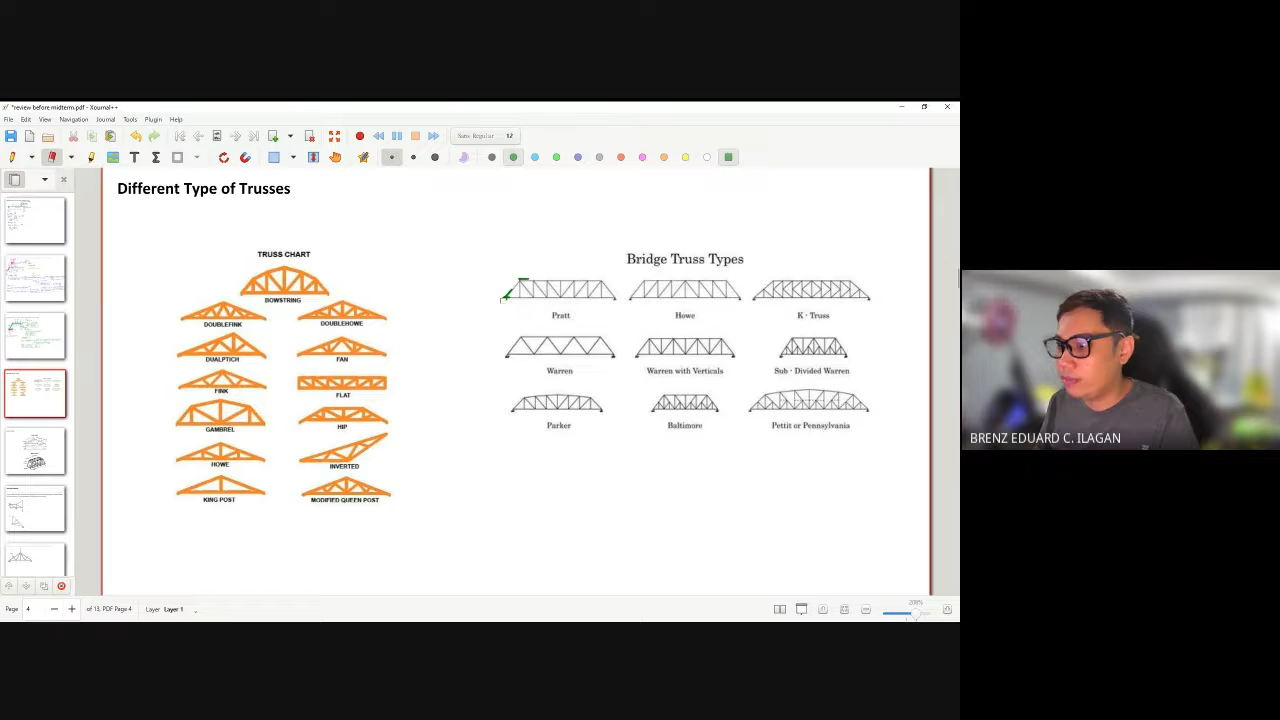 *review before midterm.pdf - Xournal++
File Edit View Navigation Journal Tools Plugin Help
Sans Regular 12
Different Type of Trusses
TRUSS CHART
BOWSTRING
DOUBLEFINK
DOUBLEHOWE
DUALPTICH
FAN
FINK
FLAT
GAMBREL
HIP
HOWE
INVERTED
KING POST
MODIFIED QUEEN POST
Bridge Truss Types
Pratt
Howe
K - Truss
Warren
Warren with Verticals
Sub - Divided Warren
Parker
Baltimore
Pettit or Pennsylvania
BRENZ EDUARD C. ILAGAN
Page 4 of 13, PDF Page 4 Layer Layer 1
208%